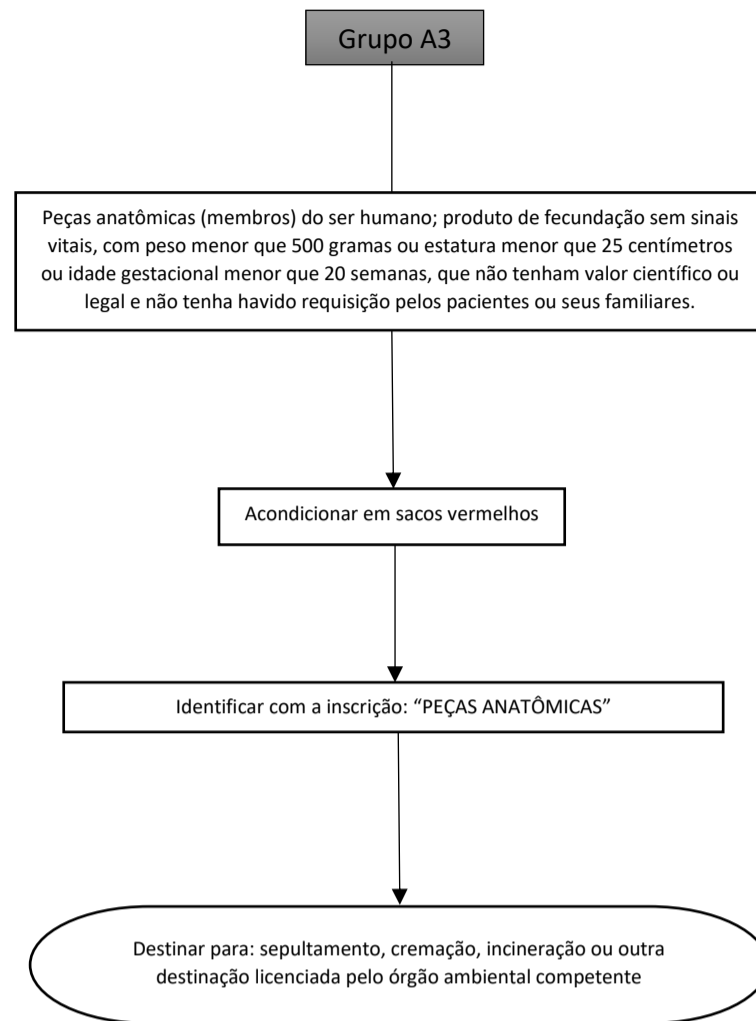 Grupo A3
Peças anatômicas (membros) do ser humano; produto de fecundação sem sinais
vitais, com peso menor que 500 gramas ou estatura menor que 25 centímetros
ou idade gestacional menor que 20 semanas, que não tenham valor científico ou
legal e não tenha havido requisição pelos pacientes ou seus familiares.
Acondicionar em sacos vermelhos
Identificar com a inscrição: “PEÇAS ANATÔMICAS”
Destinar para: sepultamento, cremação, incineração ou outra
destinação licenciada pelo órgão ambiental competente